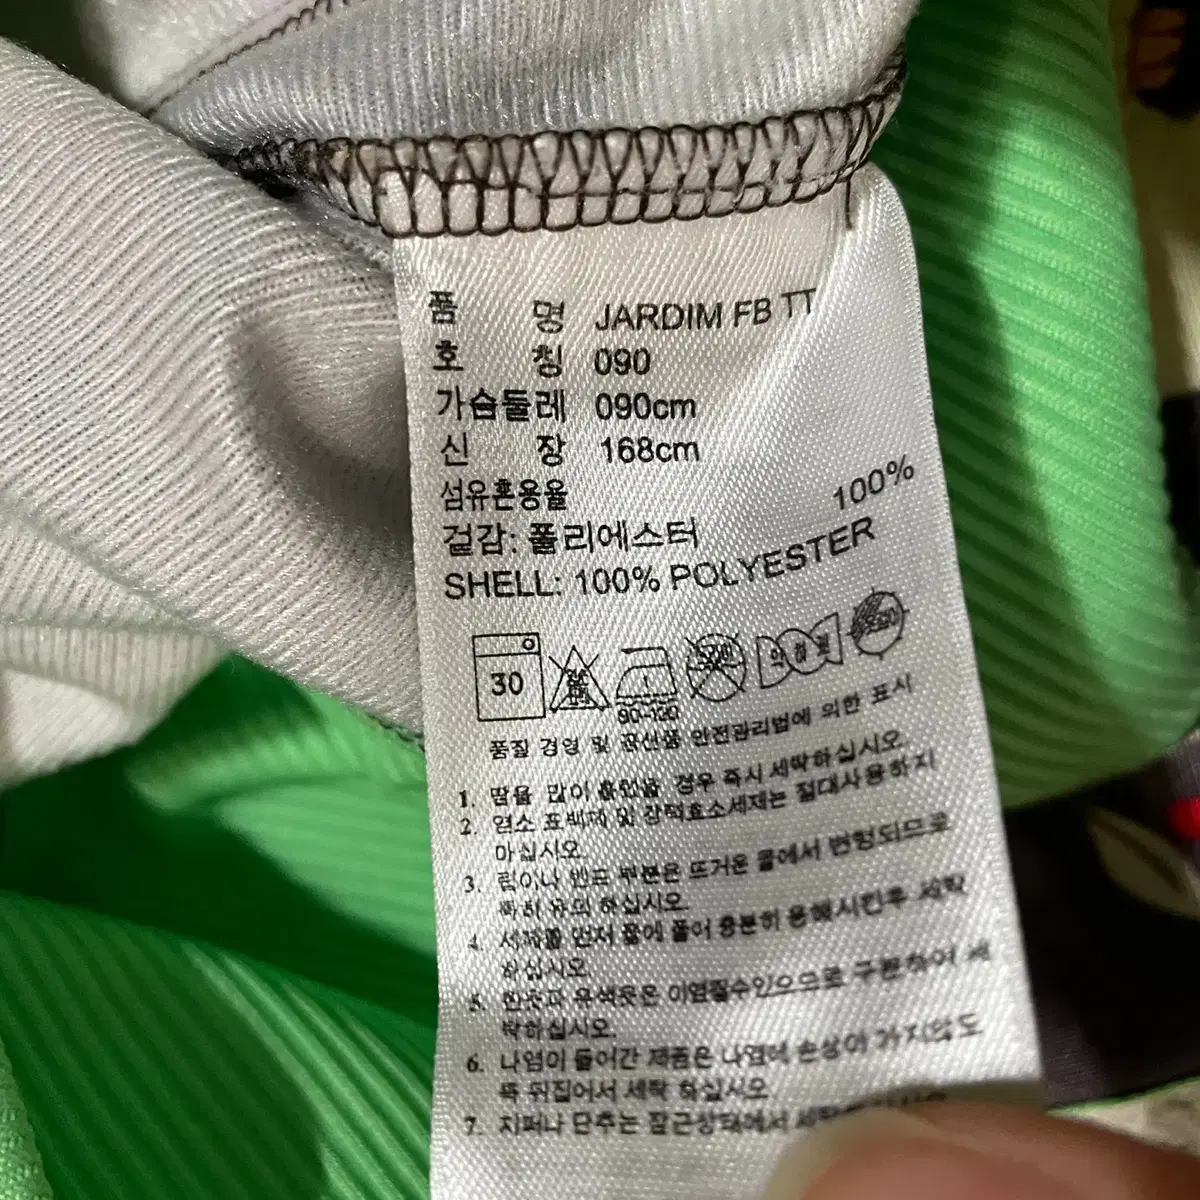 품 명 JARDIM FB TT
호 칭 090
가슴둘레 090cm
신 장 168cm
섬유혼용율
겉감: 폴리에스터 100%
SHELL: 100% POLYESTER
30
90-120
품질 경영 및 공산품 안전관리법에 의한 표시
1. 땀을 많이 흘렸을 경우 즉시 세탁하십시오.
2. 염소 표백제 및 강력효소세제는 절대사용하지
마십시오.
3. 림이나 밴드 부분은 뜨거운 물에서 변형되므로
특히 유의 하십시오.
4. 세제를 먼저 물에 풀어 충분히 용해시킨후 세탁
하십시오.
5. 흰옷과 유색옷은 이염될수있으므로 구분하여 세
탁하십시오.
6. 나염이 들어간 제품은 나염에 손상이 가지않도
록 뒤집어서 세탁 하십시오
7. 지퍼나 단추는 잠근상태에서